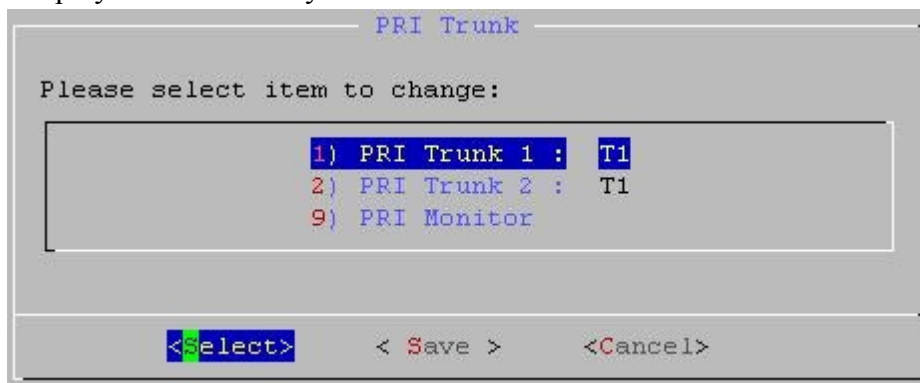 PRI Trunk
Please select item to change:
1) PRI Trunk 1 : T1
2) PRI Trunk 2 : T1
9) PRI Monitor
<Select> < Save > <Cancel>